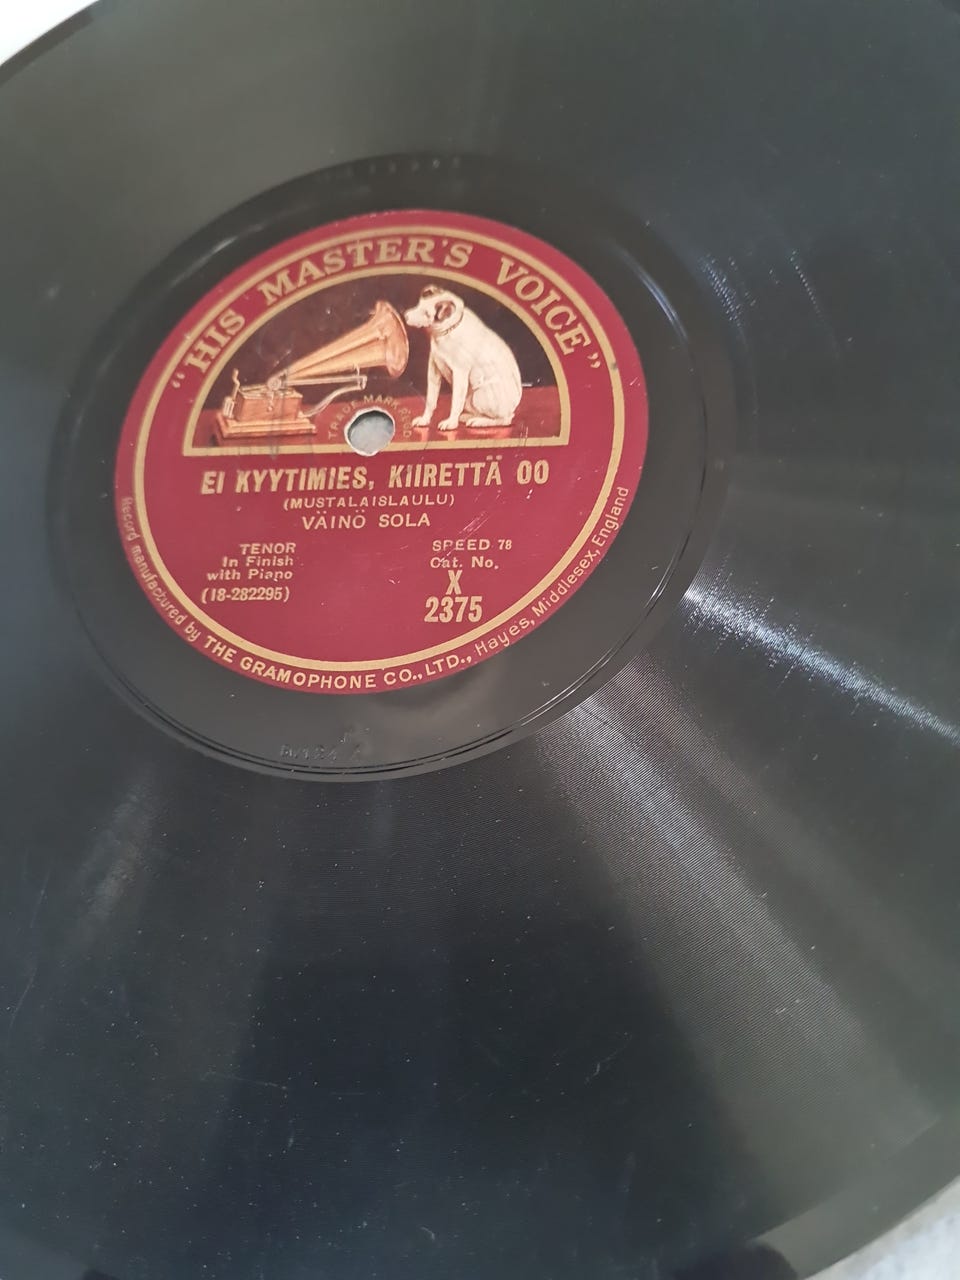 "HIS MASTER'S VOICE"
TRADE MARK REGD
EI KYYTIMIES, KIIRETTÄ OO
(MUSTALAISLAULU)
VÄINÖ SOLA
TENOR
In Finish
with Piano
(18-282295)
SPEED 78
Cat. No.
X
2375
Record manufactured by THE GRAMOPHONE CO., LTD., Hayes, Middlesex, England